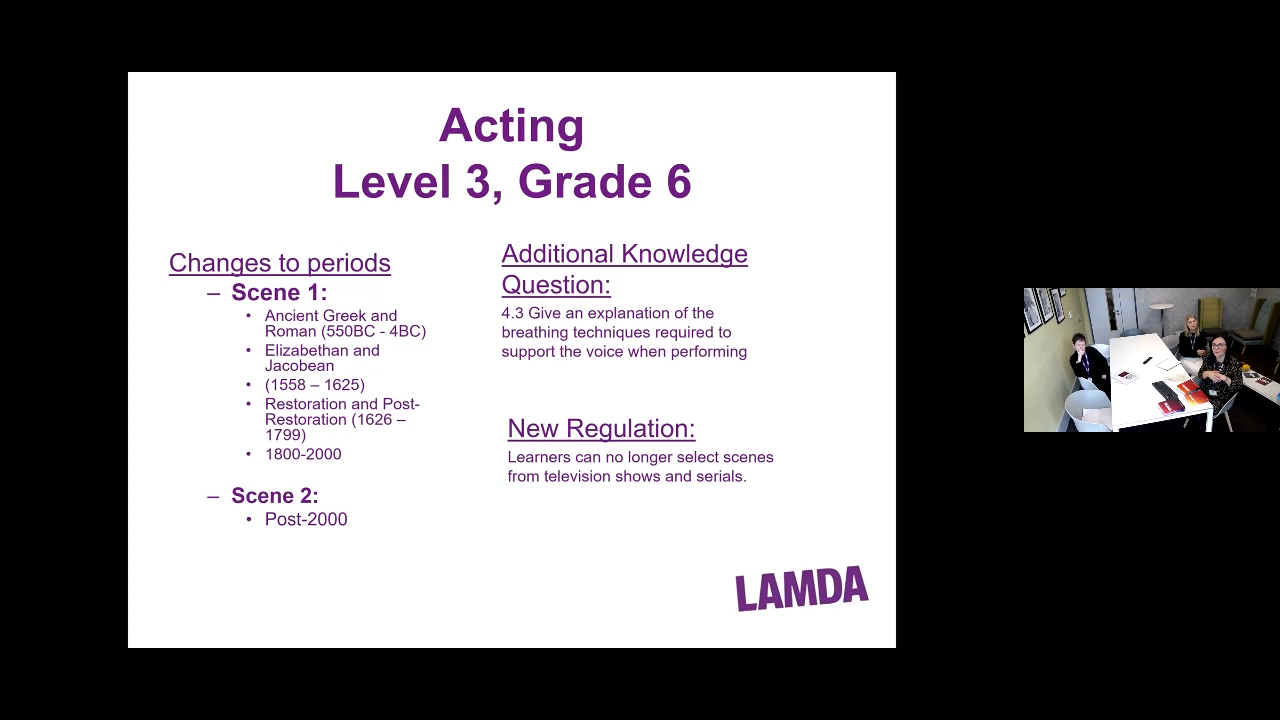 Acting
Level 3, Grade 6
Changes to periods
– Scene 1:
• Ancient Greek and
Roman (550BC - 4BC)
• Elizabethan and
Jacobean
• (1558 – 1625)
• Restoration and Post-
Restoration (1626 –
1799)
• 1800-2000
– Scene 2:
• Post-2000
Additional Knowledge
Question:
4.3 Give an explanation of the
breathing techniques required to
support the voice when performing
New Regulation:
Learners can no longer select scenes
from television shows and serials.
LAMDA